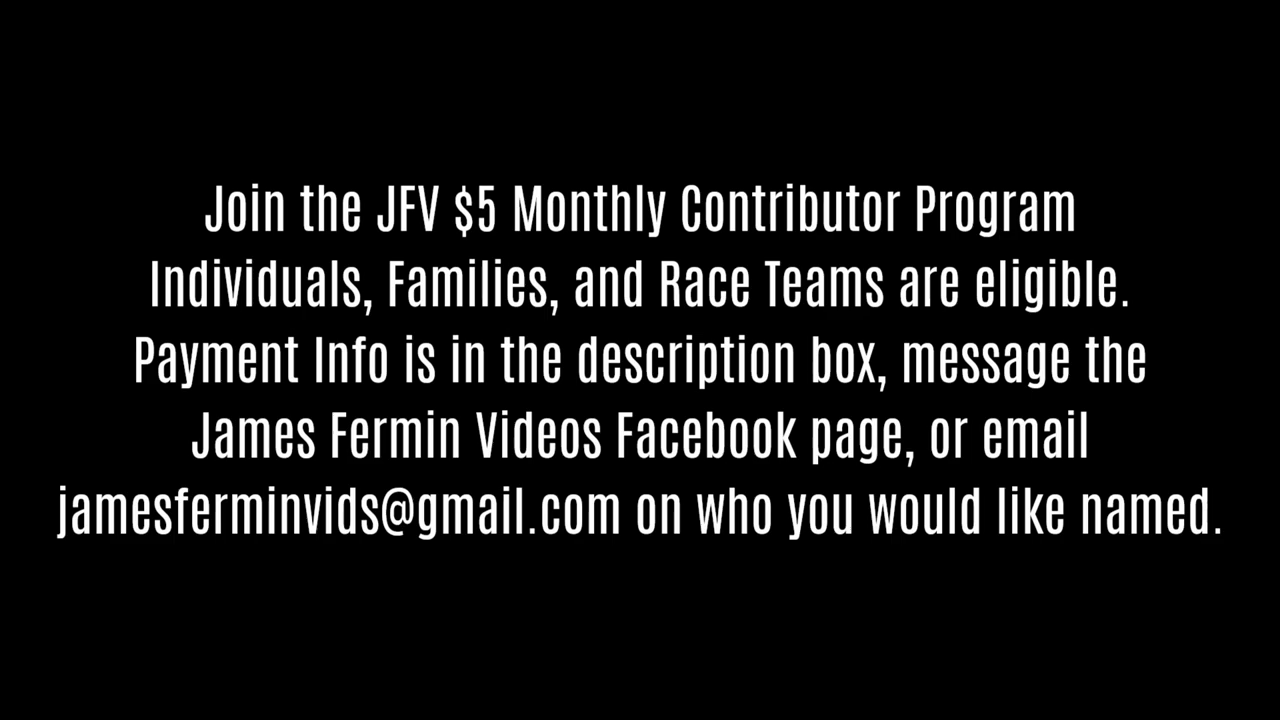 Join the JFV $5 Monthly Contributor Program
Individuals, Families, and Race Teams are eligible.
Payment Info is in the description box, message the
James Fermin Videos Facebook page, or email
jamesferminvids@gmail.com on who you would like named.